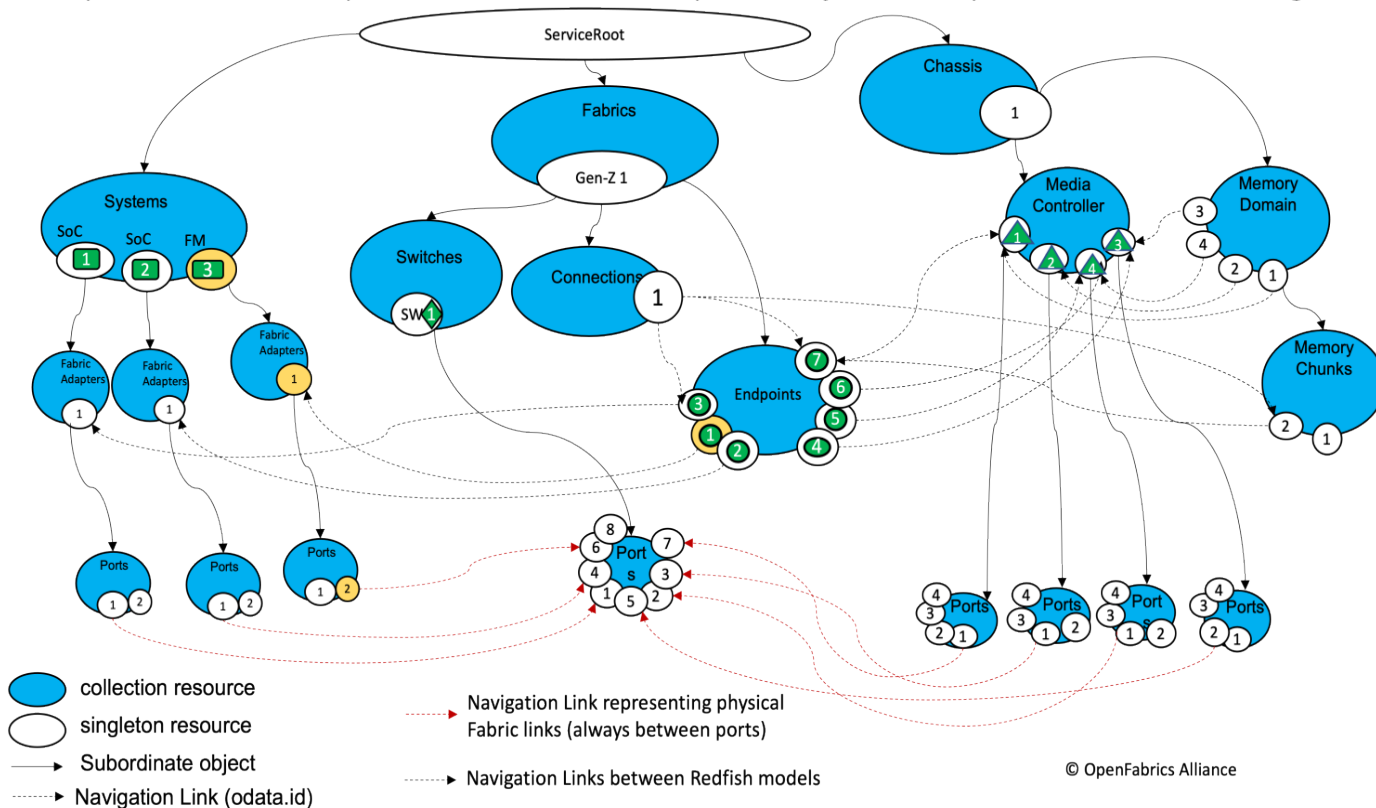 ServiceRoot
Chassis
1
Fabrics
Gen-Z 1
Systems
SoC
SoC
FM
1
2
3
Switches
SW
1
Connections
1
Media
Controller
1
2
4
3
Memory
Domain
3
4
2
1
Fabric
Adapters
1
Fabric
Adapters
1
Fabric
Adapters
1
Endpoints
7
6
5
4
3
1
2
Memory
Chunks
2
1
Ports
1
2
Ports
1
2
Ports
1
2
Port
s
8
6
7
4
3
1
5
2
Ports
4
3
2
1
Ports
4
3
1
2
Port
s
4
3
1
2
Ports
4
3
2
1
collection resource
singleton resource
Subordinate object
Navigation Link (odata.id)
Navigation Link representing physical
Fabric links (always between ports)
Navigation Links between Redfish models
© OpenFabrics Alliance